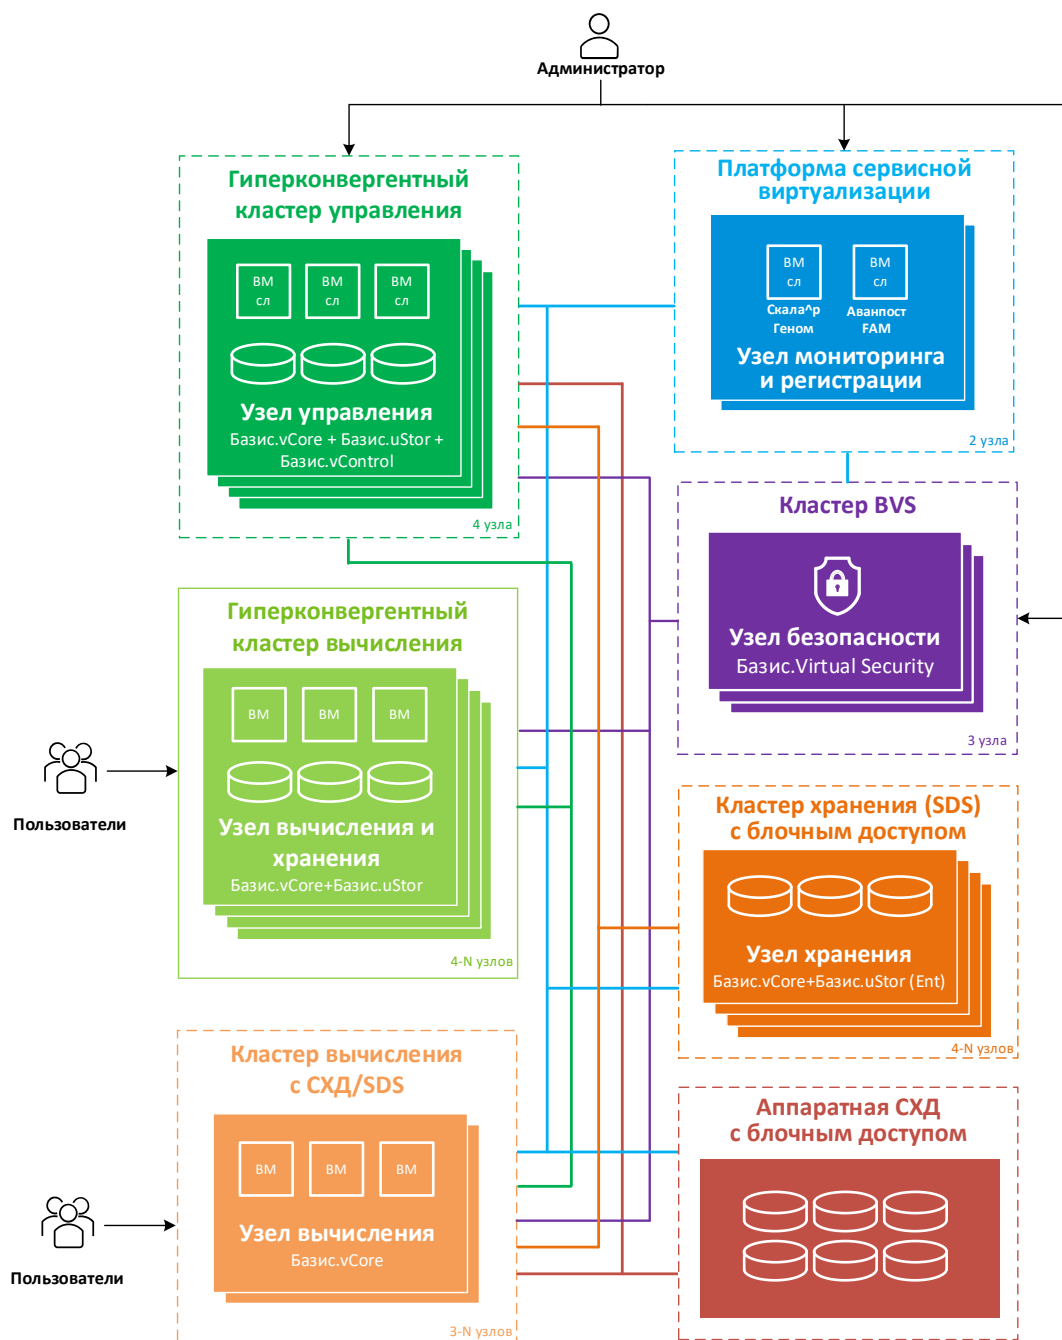 Администратор
Гиперконвергентный
кластер управления
ВМ
сл
ВМ
сл
ВМ
сл
Узел управления
Базис.vCore + Базис.uStor +
Базис.vControl
4 узла
Платформа сервисной
виртуализации
ВМ
сл
Скала^р
Геном
ВМ
сл
Аванпост
FAM
Узел мониторинга
и регистрации
2 узла
Кластер BVS
Узел безопасности
Базис.Virtual Security
3 узла
Гиперконвергентный
кластер вычисления
ВМ
ВМ
ВМ
Узел вычисления и
хранения
Базис.vCore+Базис.uStor
4-N узлов
Пользователи
Кластер хранения (SDS)
с блочным доступом
Узел хранения
Базис.vCore+Базис.uStor (Ent)
4-N узлов
Кластер вычисления
с СХД/SDS
ВМ
ВМ
ВМ
Узел вычисления
Базис.vCore
3-N узлов
Пользователи
Аппаратная СХД
с блочным доступом